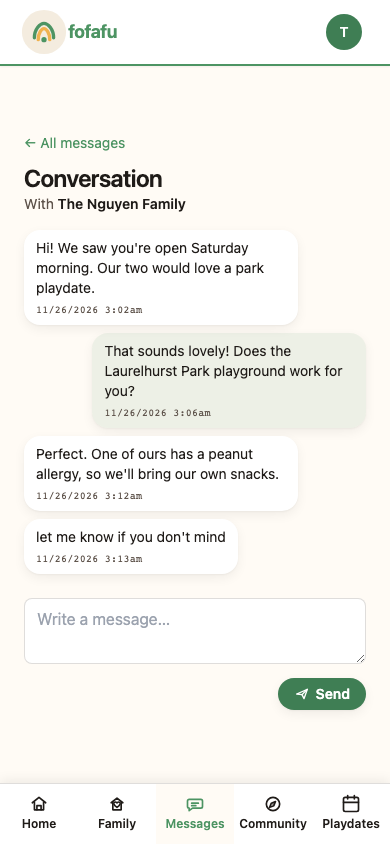 fofafu
T
← All messages
Conversation
With The Nguyen Family
Hi! We saw you're open Saturday
morning. Our two would love a park
playdate.
11/26/2026 3:02am
That sounds lovely! Does the
Laurelhurst Park playground work for
you?
11/26/2026 3:06am
Perfect. One of ours has a peanut
allergy, so we'll bring our own snacks.
11/26/2026 3:12am
let me know if you don't mind
11/26/2026 3:13am
Write a message...
Send
Home
Family
Messages
Community
Playdates